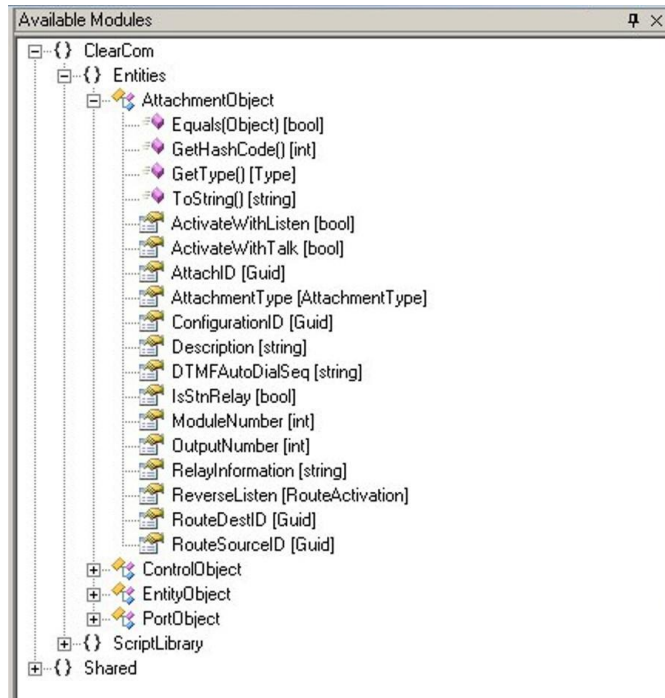 Available Modules
{} ClearCom
{} Entities
AttachmentObject
Equals(Object) [bool]
GetHashCode() [int]
GetType() [Type]
ToString() [string]
ActivateWithListen [bool]
ActivateWithTalk [bool]
AttachID [Guid]
AttachmentType [AttachmentType]
ConfigurationID [Guid]
Description [string]
DTMFAutoDialSeq [string]
IsStnRelay [bool]
ModuleNumber [int]
OutputNumber [int]
RelayInformation [string]
ReverseListen [RouteActivation]
RouteDestID [Guid]
RouteSourceID [Guid]
ControlObject
EntityObject
PortObject
{} ScriptLibrary
{} Shared